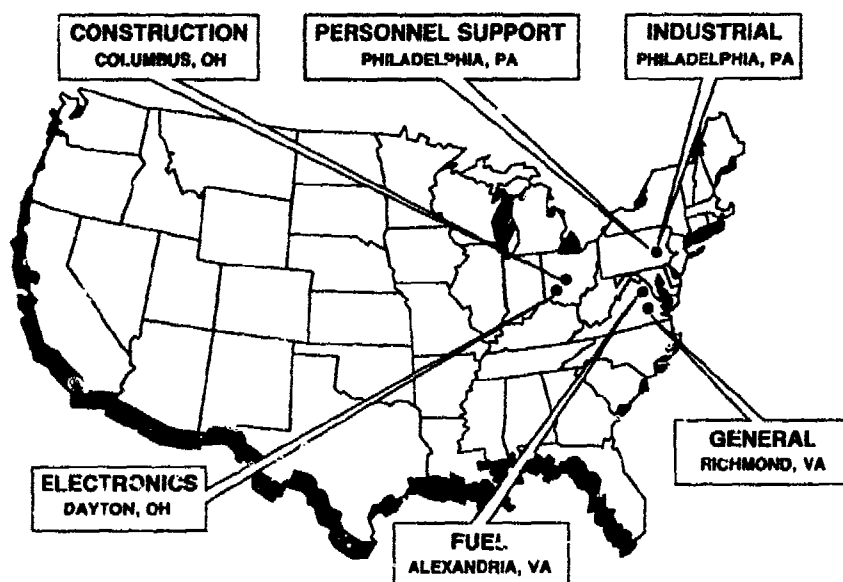 CONSTRUCTION
COLUMBUS, OH
PERSONNEL SUPPORT
PHILADELPHIA, PA
INDUSTRIAL
PHILADELPHIA, PA
GENERAL
RICHMOND, VA
ELECTRONICS
DAYTON, OH
FUEL
ALEXANDRIA, VA